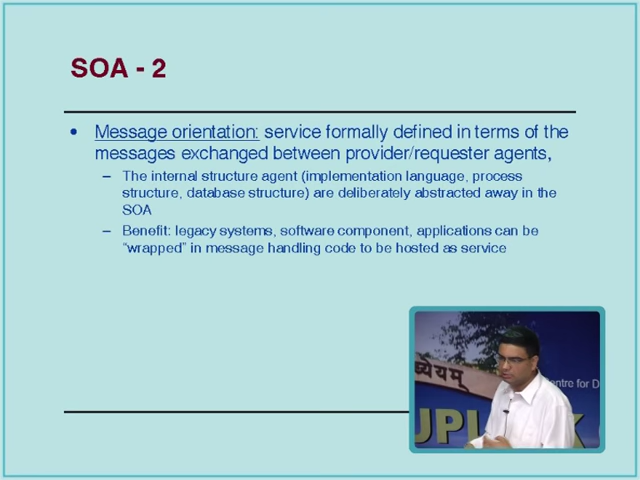 SOA - 2
• Message orientation: service formally defined in terms of the
messages exchanged between provider/requester agents,
– The internal structure agent (implementation language, process
structure, database structure) are deliberately abstracted away in the
SOA
– Benefit: legacy systems, software component, applications can be
“wrapped” in message handling code to be hosted as service
entre for D